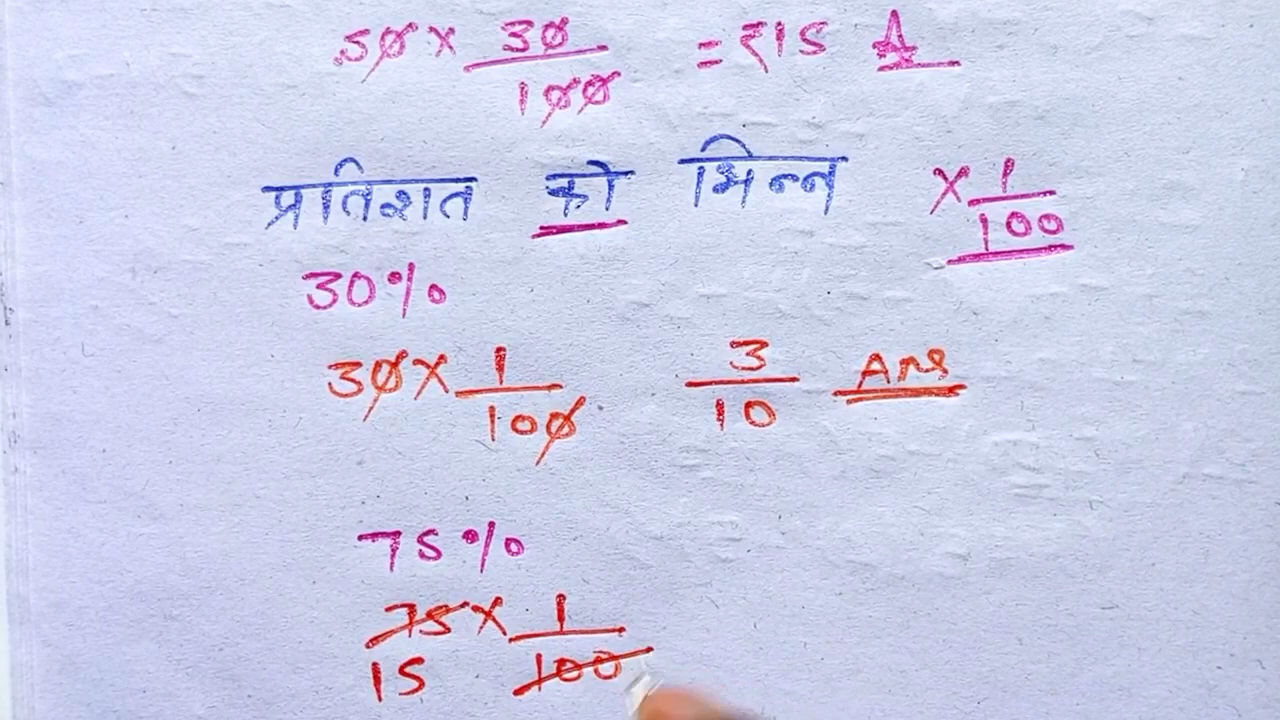 50 × 30/100 = ₹15 A
प्रतिशत को भिन्न × 1/100
30%
30 × 1/100 3/10 Ans
75%
75 × 1/100
15